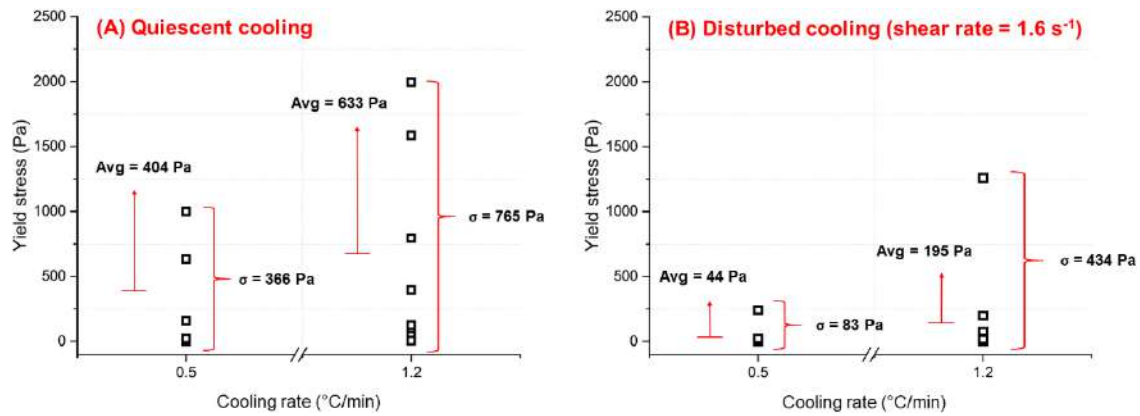 (A) Quiescent cooling
2500
2000
1500
1000
500
0
Yield stress (Pa)
Avg = 404 Pa
Avg = 633 Pa
σ = 366 Pa
σ = 765 Pa
0.5
1.2
Cooling rate (°C/min)
(B) Disturbed cooling (shear rate = 1.6 s⁻¹)
2500
2000
1500
1000
500
0
Yield stress (Pa)
Avg = 44 Pa
Avg = 195 Pa
σ = 83 Pa
σ = 434 Pa
0.5
1.2
Cooling rate (°C/min)